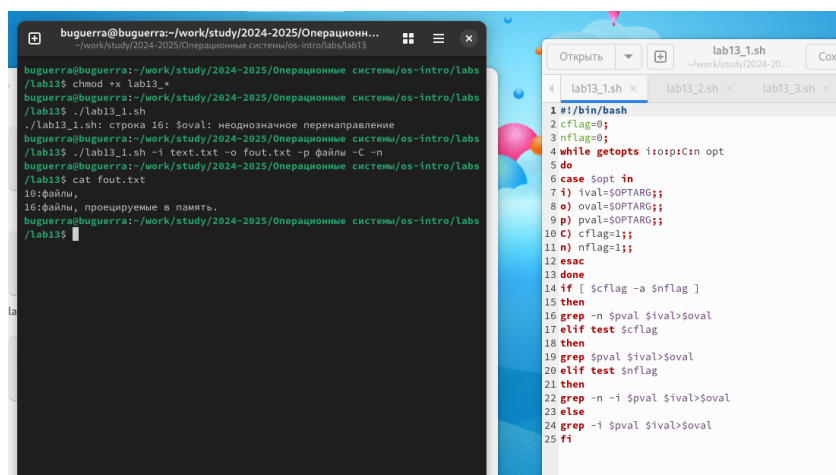 buguerra@buguerra:~/work/study/2024-2025/Операционн...
~/work/study/2024-2025/Операционные системы/os-intro/labs/lab13
buguerra@buguerra:~/work/study/2024-2025/Операционные системы/os-intro/labs
/lab13$ chmod +x lab13_*
buguerra@buguerra:~/work/study/2024-2025/Операционные системы/os-intro/labs
/lab13$ ./lab13_1.sh
./lab13_1.sh: строка 16: $oval: неоднозначное перенаправление
buguerra@buguerra:~/work/study/2024-2025/Операционные системы/os-intro/labs
/lab13$ ./lab13_1.sh -i text.txt -o fout.txt -p файлы -C -n
buguerra@buguerra:~/work/study/2024-2025/Операционные системы/os-intro/labs
/lab13$ cat fout.txt
10:файлы,
16:файлы, проецируемые в память.
buguerra@buguerra:~/work/study/2024-2025/Операционные системы/os-intro/labs
/lab13$
Открыть
lab13_1.sh
~/work/study/2024-20...
Сох
lab13_1.sh ×
lab13_2.sh ×
lab13_3.sh ×
1 #!/bin/bash
2 cflag=0;
3 nflag=0;
4 while getopts i:o:p:C:n opt
5 do
6 case $opt in
7 i) ival=$OPTARG;;
8 o) oval=$OPTARG;;
9 p) pval=$OPTARG;;
10 C) cflag=1;;
11 n) nflag=1;;
12 esac
13 done
14 if [ $cflag -a $nflag ]
15 then
16 grep -n $pval $ival>$oval
17 elif test $cflag
18 then
19 grep $pval $ival>$oval
20 elif test $nflag
21 then
22 grep -n -i $pval $ival>$oval
23 else
24 grep -i $pval $ival>$oval
25 fi